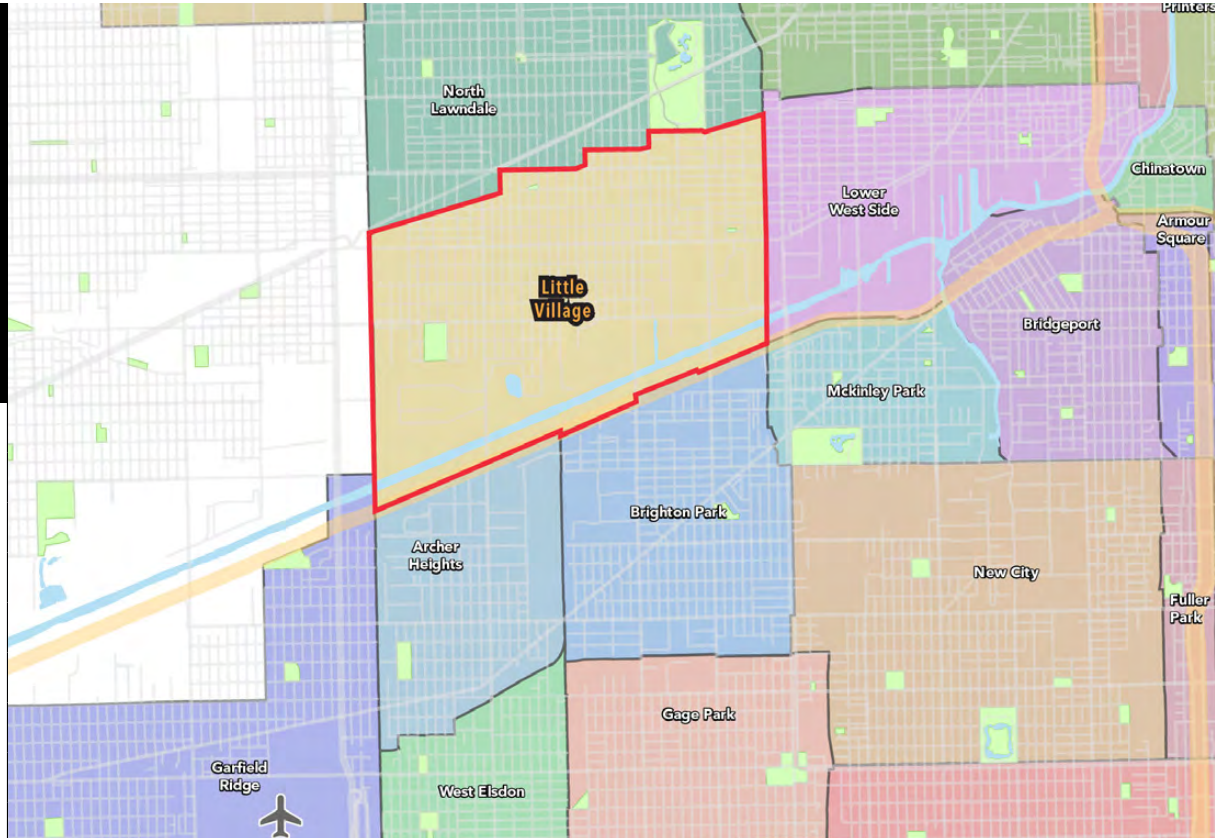 Printers
North
Lawndale
Chinatown
Lower
West Side
Armour
Square
Little
Village
Bridgeport
Mckinley Park
Brighton Park
Archer
Heights
New City
Fuller
Park
Gage Park
Garfield
Ridge
West Elsdon